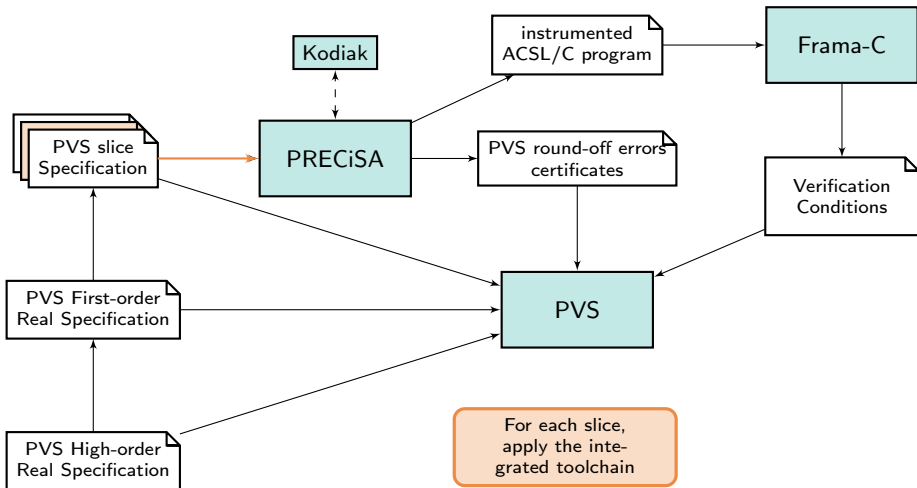 instrumented
ACSL/C program
Frama-C
Kodiak
PVS slice
Specification
PRECiSA
PVS round-off errors
certificates
Verification
Conditions
PVS First-order
Real Specification
PVS
PVS High-order
Real Specification
For each slice,
apply the inte-
grated toolchain